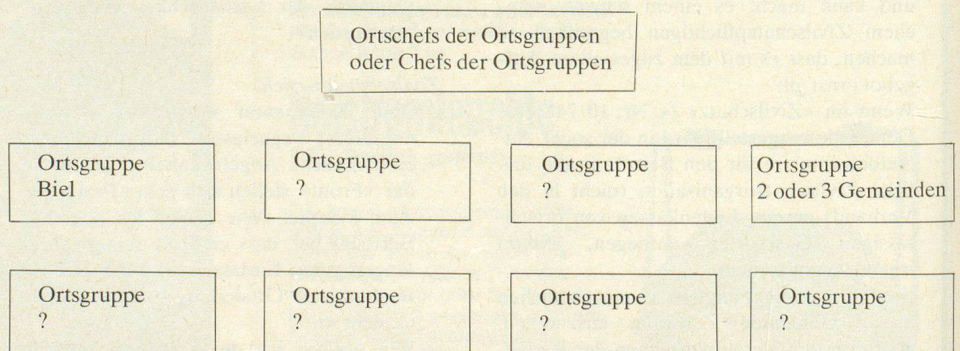 Ortschefs der Ortsgruppen
oder Chefs der Ortsgruppen
Ortsgruppe
Biel
Ortsgruppe
?
Ortsgruppe
?
Ortsgruppe
2 oder 3 Gemeinden
Ortsgruppe
?
Ortsgruppe
?
Ortsgruppe
?
Ortsgruppe
?